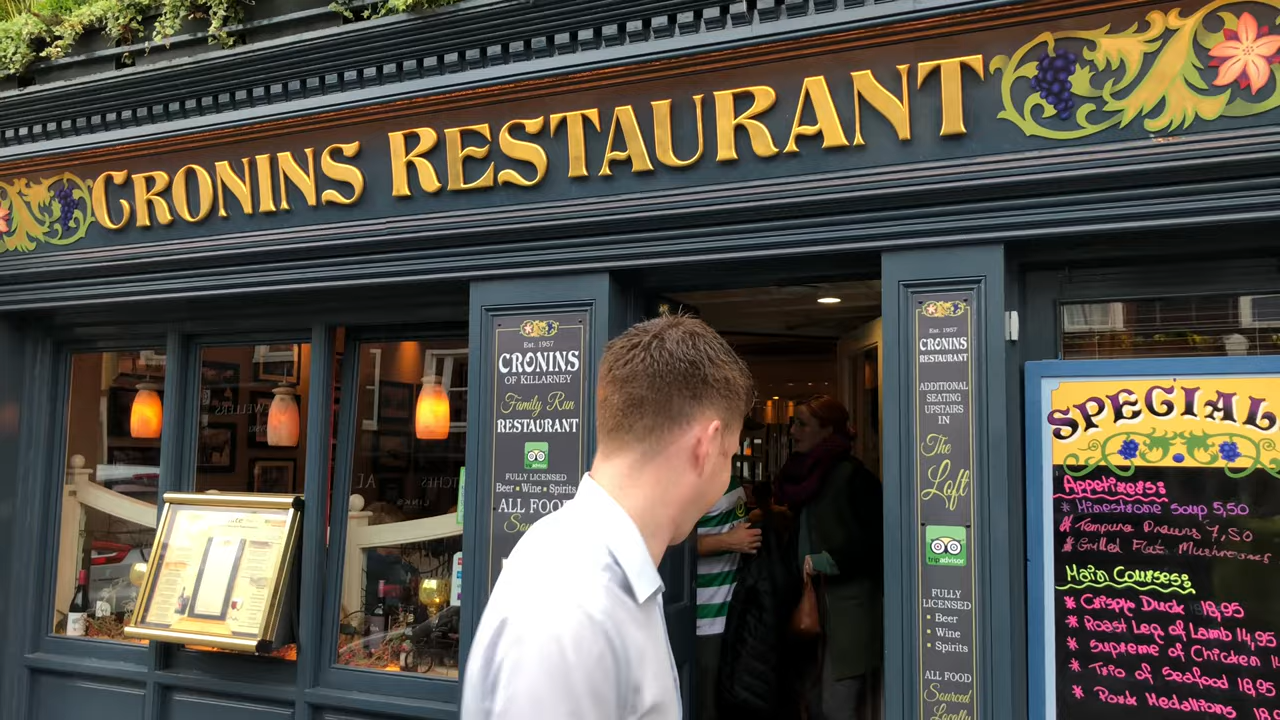 CRONINS RESTAURANT
Est. 1957
CRONINS
OF KILLARNEY
Family Run
RESTAURANT
tripadvisor
FULLY LICENSED
Beer • Wine • Spirits
ALL FOOD
Est. 1957
CRONINS
RESTAURANT
ADDITIONAL
SEATING
UPSTAIRS
IN
The
Loft
tripadvisor
FULLY
LICENSED
• Beer
• Wine
• Spirits
ALL FOOD
Sourced
Locally
SPECIAL
Appetizers:
* Minestrone Soup 5,50
* Tempura Prawns 7,50
* Grilled Flat Mushrooms
Main Courses:
* Crispy Duck 18,95
* Roast Leg of Lamb 14,95
* Supreme of Chicken
* Trio of Seafood 18,95
* Pork Medallions